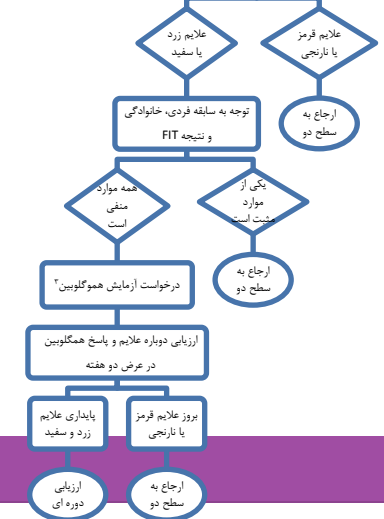 علایم قرمز
یا نارنجی
علایم زرد
یا سفید
ارجاع به
سطح دو
توجه به سابقه فردی، خانوادگی
و نتیجه FIT
یکی از
موارد
مثبت است
همه موارد
منفی
است
ارجاع به
سطح دو
درخواست آزمایش هموگلوبین۳
ارزیابی دوباره علایم و پاسخ همگلوبین
در عرض دو هفته
بروز علایم قرمز
یا نارنجی
پایداری علایم
زرد و سفید
ارجاع به
سطح دو
ارزیابی
دوره ای